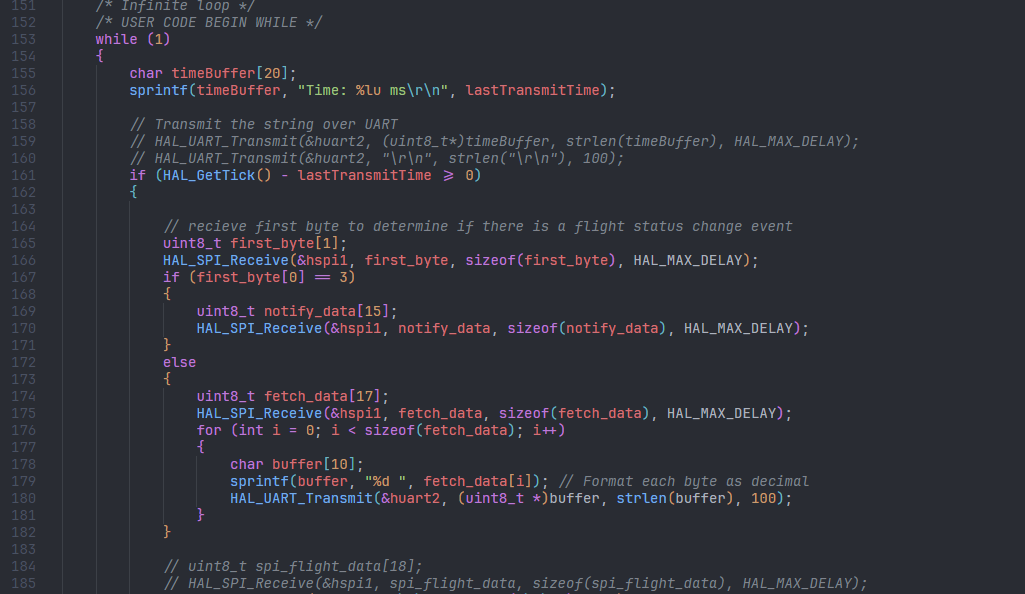 151 /* Infinite loop */
152 /* USER CODE BEGIN WHILE */
153 while (1)
154 {
155 char timeBuffer[20];
156 sprintf(timeBuffer, "Time: %lu ms\r\n", lastTransmitTime);
157
158 // Transmit the string over UART
159 // HAL_UART_Transmit(&huart2, (uint8_t*)timeBuffer, strlen(timeBuffer), HAL_MAX_DELAY);
160 // HAL_UART_Transmit(&huart2, "\r\n", strlen("\r\n"), 100);
161 if (HAL_GetTick() - lastTransmitTime >= 0)
162 {
163
164 // recieve first byte to determine if there is a flight status change event
165 uint8_t first_byte[1];
166 HAL_SPI_Receive(&hspi1, first_byte, sizeof(first_byte), HAL_MAX_DELAY);
167 if (first_byte[0] == 3)
168 {
169 uint8_t notify_data[15];
170 HAL_SPI_Receive(&hspi1, notify_data, sizeof(notify_data), HAL_MAX_DELAY);
171 }
172 else
173 {
174 uint8_t fetch_data[17];
175 HAL_SPI_Receive(&hspi1, fetch_data, sizeof(fetch_data), HAL_MAX_DELAY);
176 for (int i = 0; i < sizeof(fetch_data); i++)
177 {
178 char buffer[10];
179 sprintf(buffer, "%d ", fetch_data[i]); // Format each byte as decimal
180 HAL_UART_Transmit(&huart2, (uint8_t *)buffer, strlen(buffer), 100);
181 }
182 }
183
184 // uint8_t spi_flight_data[18];
185 // HAL_SPI_Receive(&hspi1, spi_flight_data, sizeof(spi_flight_data), HAL_MAX_DELAY);